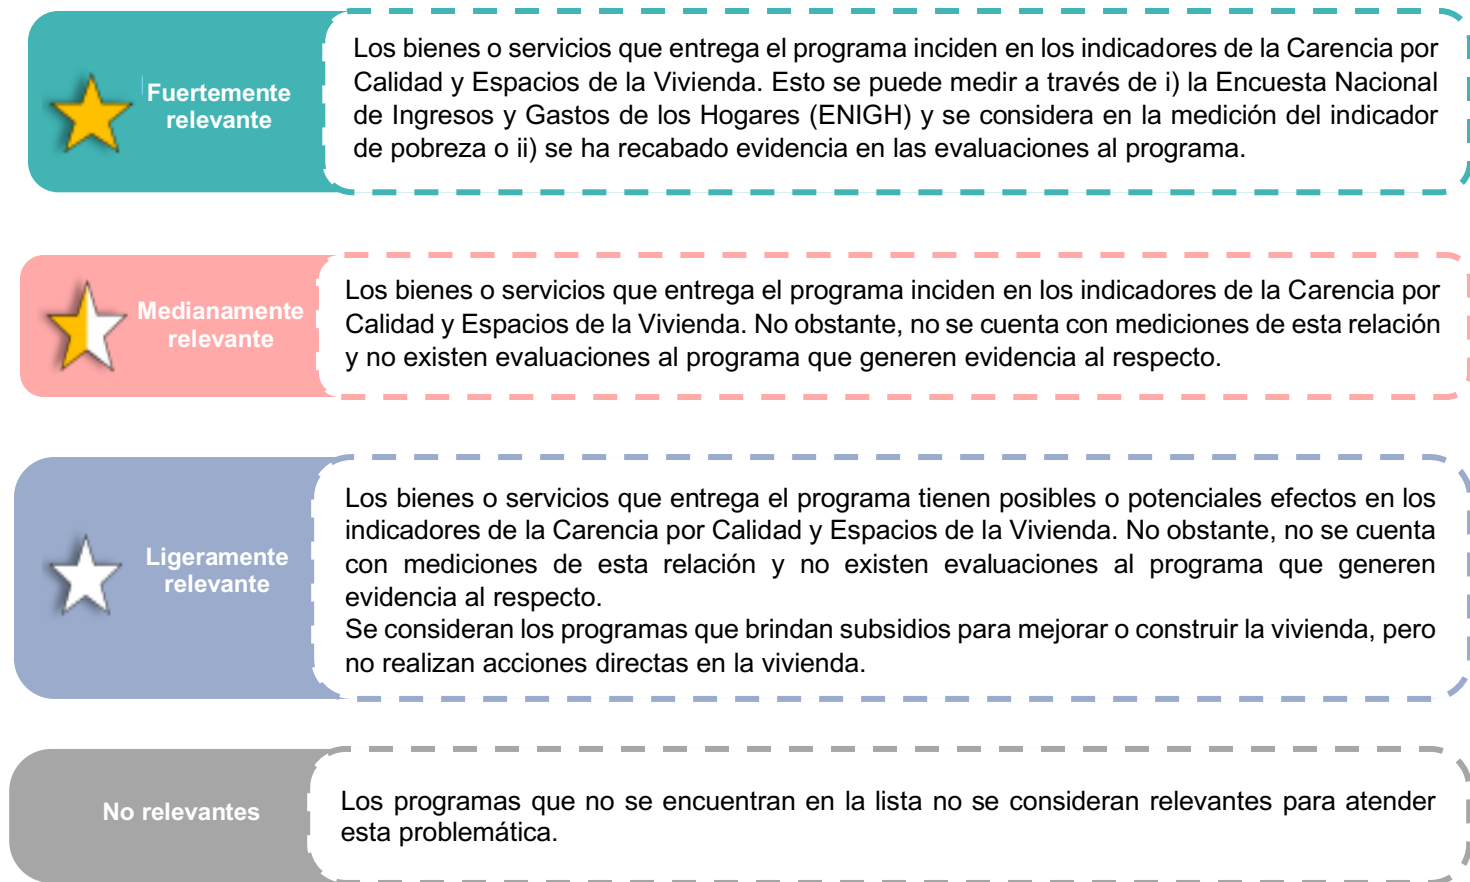 Fuertemente
relevante
Los bienes o servicios que entrega el programa inciden en los indicadores de la Carencia por
Calidad y Espacios de la Vivienda. Esto se puede medir a través de i) la Encuesta Nacional
de Ingresos y Gastos de los Hogares (ENIGH) y se considera en la medición del indicador
de pobreza o ii) se ha recabado evidencia en las evaluaciones al programa.
Medianamente
relevante
Los bienes o servicios que entrega el programa inciden en los indicadores de la Carencia por
Calidad y Espacios de la Vivienda. No obstante, no se cuenta con mediciones de esta relación
y no existen evaluaciones al programa que generen evidencia al respecto.
Ligeramente
relevante
Los bienes o servicios que entrega el programa tienen posibles o potenciales efectos en los
indicadores de la Carencia por Calidad y Espacios de la Vivienda. No obstante, no se cuenta
con mediciones de esta relación y no existen evaluaciones al programa que generen
evidencia al respecto.
Se consideran los programas que brindan subsidios para mejorar o construir la vivienda, pero
no realizan acciones directas en la vivienda.
No relevantes
Los programas que no se encuentran en la lista no se consideran relevantes para atender
esta problemática.